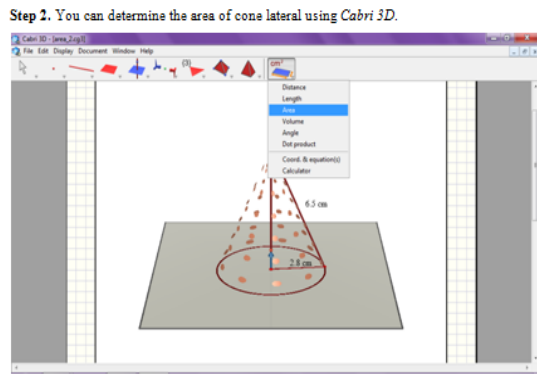 Step 2. You can determine the area of cone lateral using Cabri 3D.
Cabri 3D - [area_2.cg3]
File Edit Display Document Window Help
(3)
cm²
Distance
Length
Area
Volume
Angle
Dot product
Coord. & equation(s)
Calculator
6.5 cm
2.8 cm